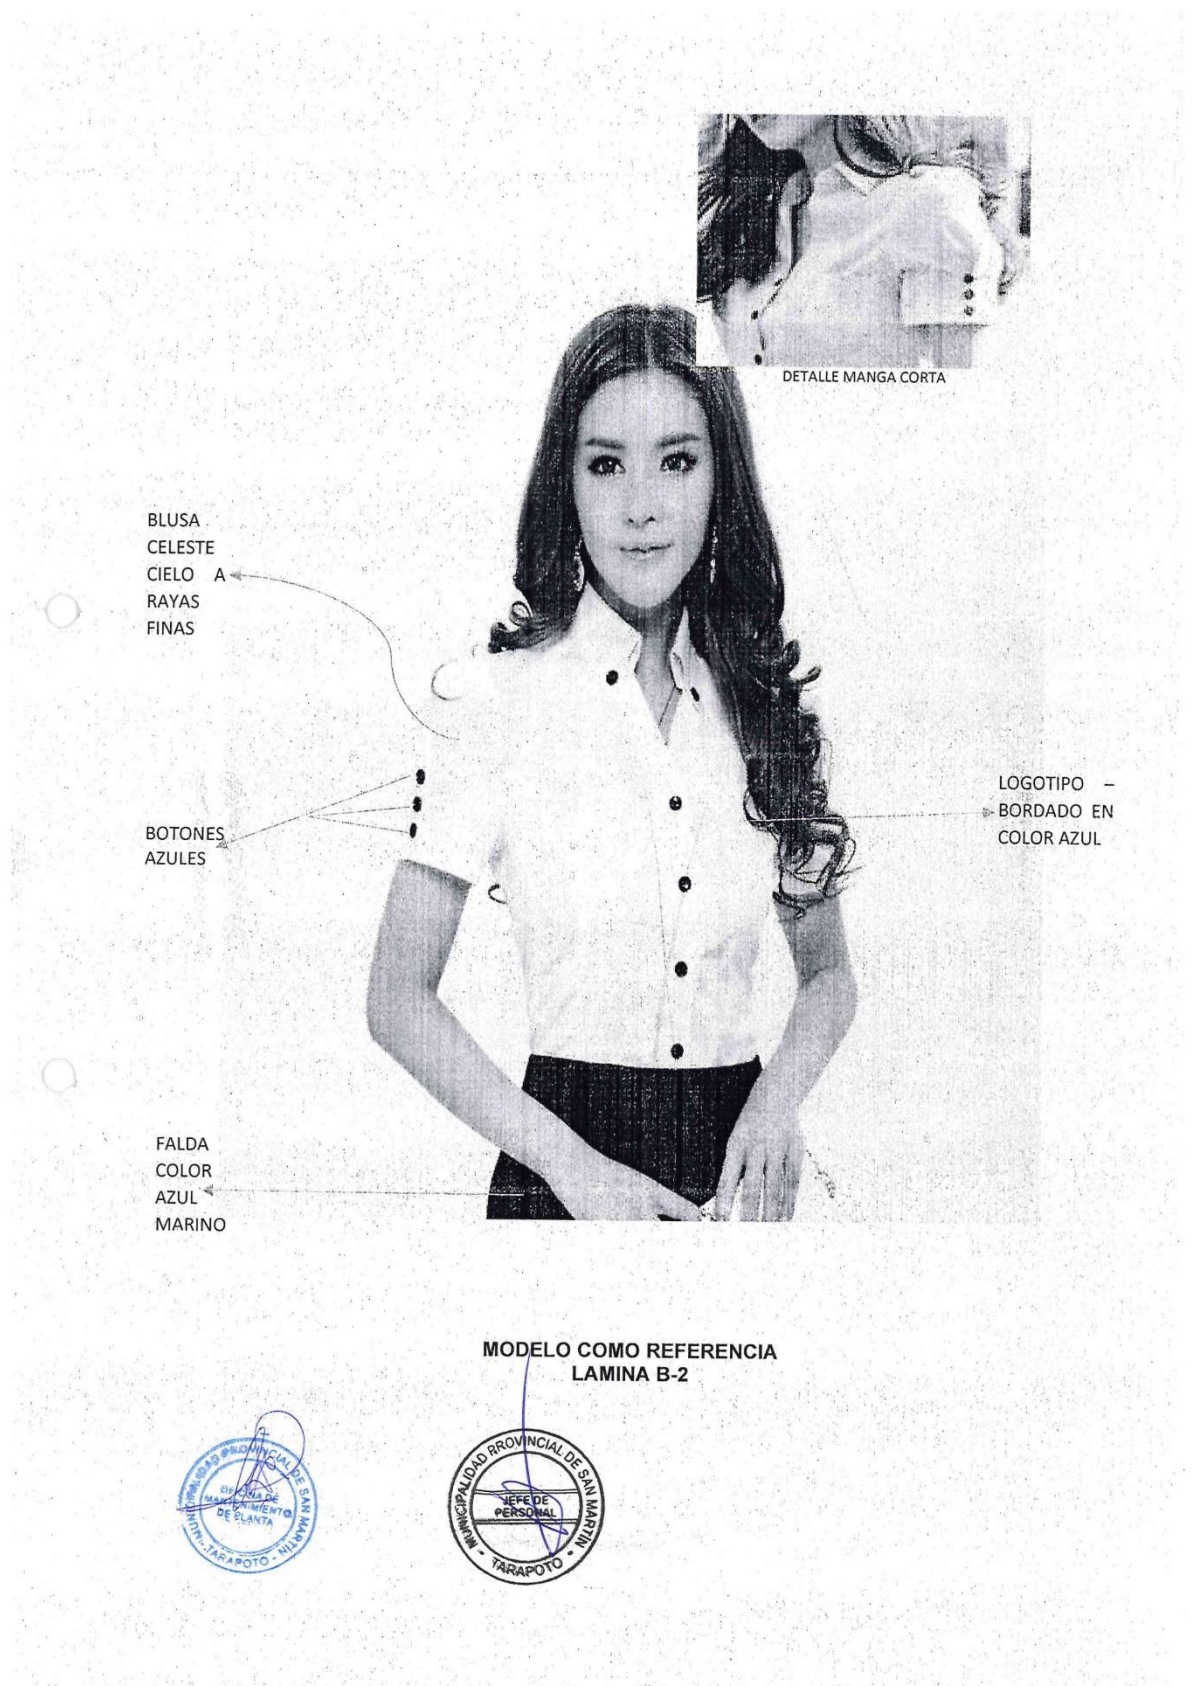 DETALLE MANGA CORTA
BLUSA
CELESTE
CIELO A
RAYAS
FINAS
LOGOTIPO –
BORDADO EN
COLOR AZUL
BOTONES
AZULES
FALDA
COLOR
AZUL
MARINO
MODELO COMO REFERENCIA
LAMINA B-2
MUNICIPALIDAD PROVINCIAL DE SAN MARTIN
OFICINA DE
MANTENIMIENTO
DE PLANTA
- TARAPOTO -
MUNICIPALIDAD PROVINCIAL DE SAN MARTIN
JEFE DE
PERSONAL
- TARAPOTO -